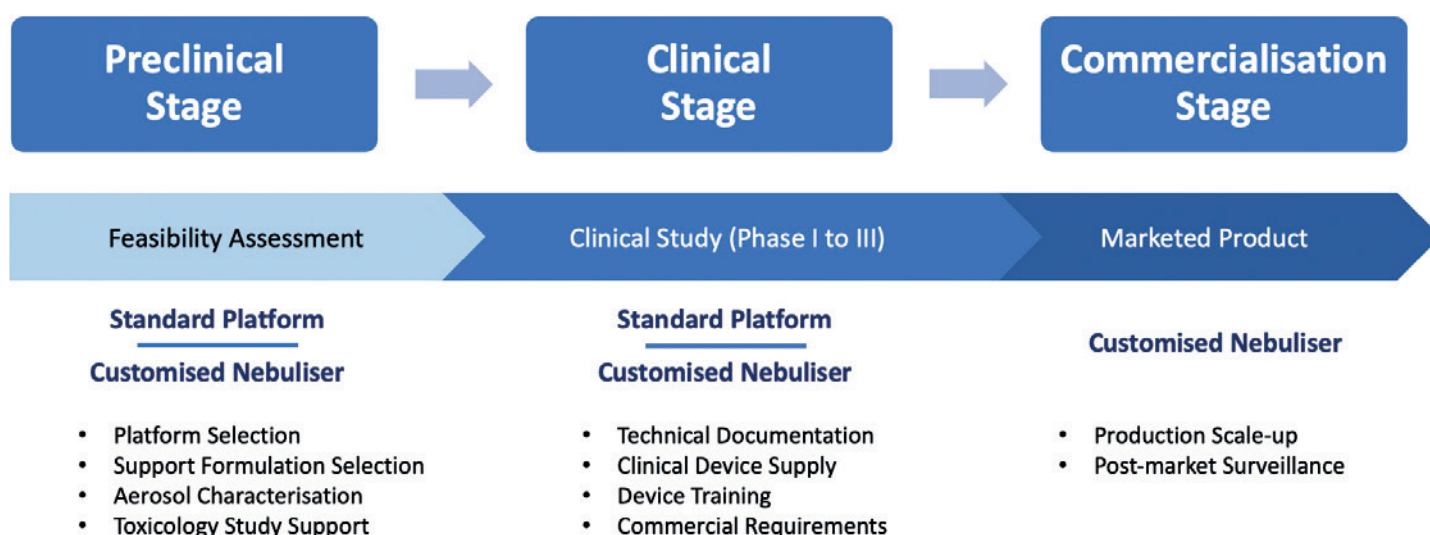 Preclinical
Stage
Clinical
Stage
Commercialisation
Stage
Feasibility Assessment
Clinical Study (Phase I to III)
Marketed Product
Standard Platform
Customised Nebuliser
• Platform Selection
• Support Formulation Selection
• Aerosol Characterisation
• Toxicology Study Support
Standard Platform
Customised Nebuliser
• Technical Documentation
• Clinical Device Supply
• Device Training
• Commercial Requirements
Customised Nebuliser
• Production Scale-up
• Post-market Surveillance